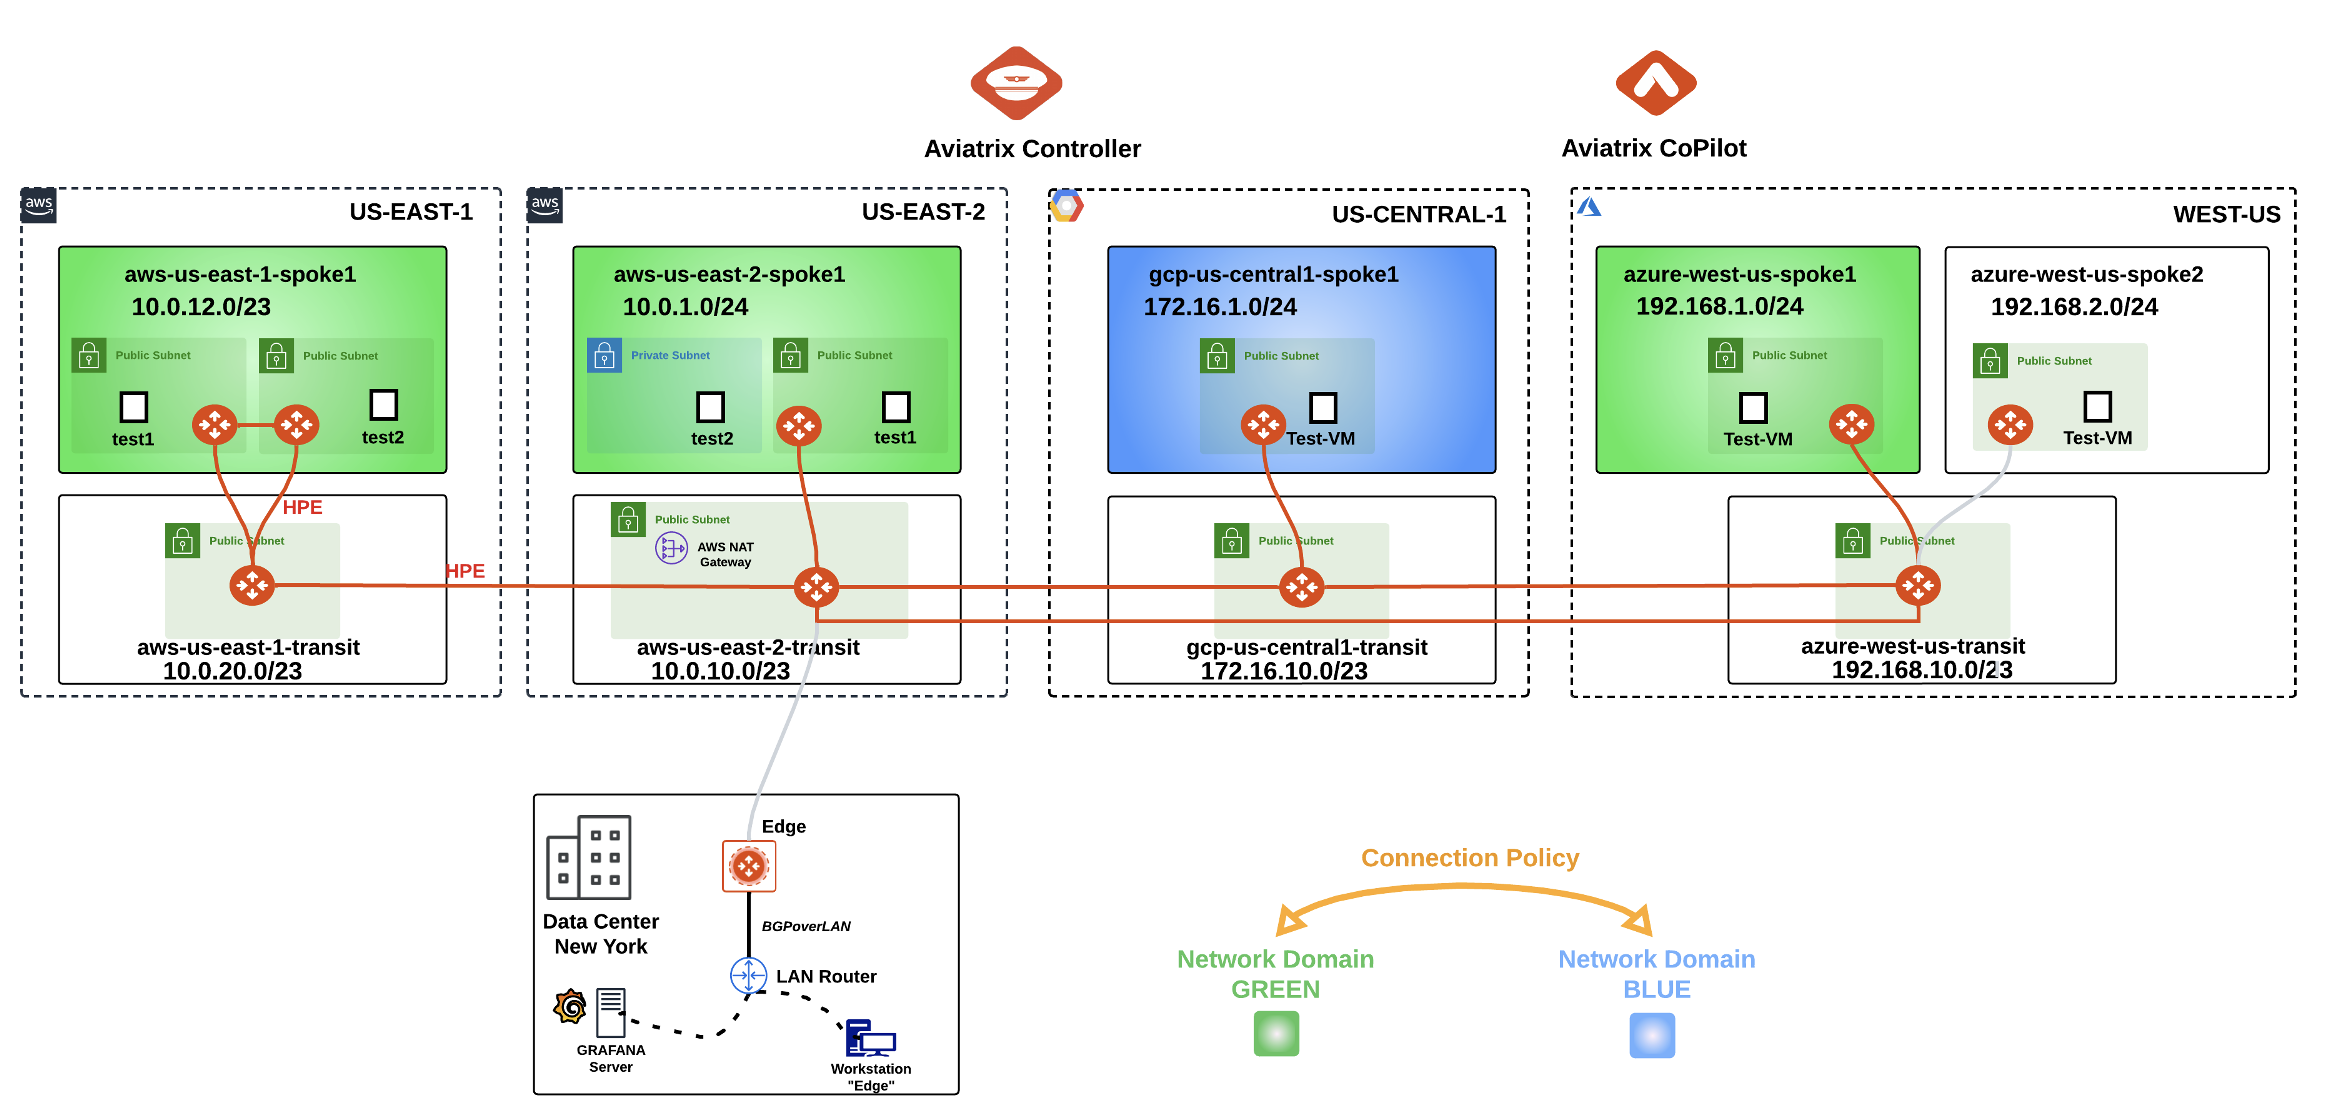 Aviatrix Controller
Aviatrix CoPilot
aws
US-EAST-1
aws-us-east-1-spoke1
10.0.12.0/23
Public Subnet
Public Subnet
test1
test2
HPE
Public Subnet
HPE
aws-us-east-1-transit
10.0.20.0/23
aws
US-EAST-2
aws-us-east-2-spoke1
10.0.1.0/24
Private Subnet
Public Subnet
test2
test1
Public Subnet
AWS NAT
Gateway
aws-us-east-2-transit
10.0.10.0/23
US-CENTRAL-1
gcp-us-central1-spoke1
172.16.1.0/24
Public Subnet
Test-VM
Public Subnet
gcp-us-central1-transit
172.16.10.0/23
WEST-US
azure-west-us-spoke1
192.168.1.0/24
Public Subnet
Test-VM
azure-west-us-spoke2
192.168.2.0/24
Public Subnet
Test-VM
Public Subnet
azure-west-us-transit
192.168.10.0/23
Edge
Data Center
New York
BGPoverLAN
LAN Router
GRAFANA
Server
Workstation
"Edge"
Connection Policy
Network Domain
GREEN
Network Domain
BLUE